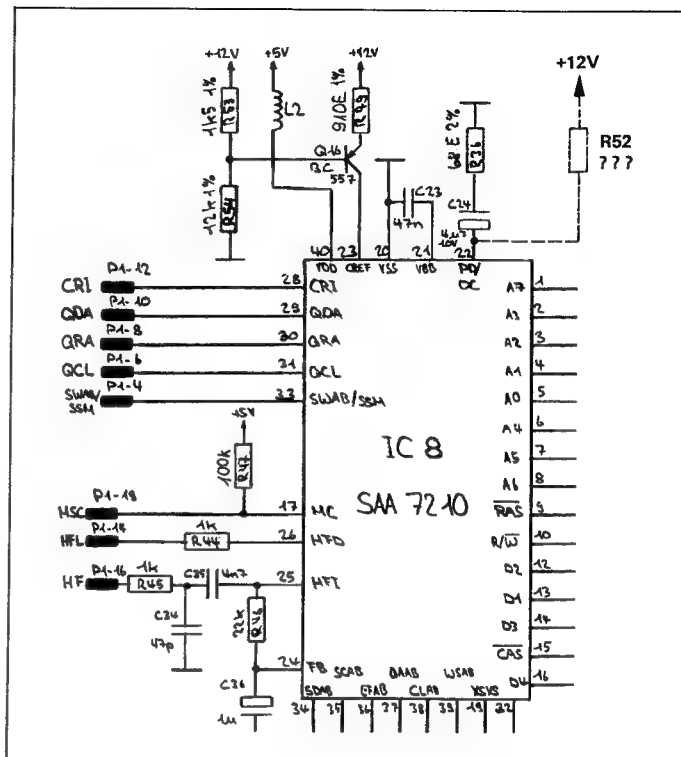 +12V
+5V
+12V
+12V
1k5 1%
R53
L2
910E 1%
R49
68E 2%
R36
R52
???
Q16
BC
557
12k 1%
R54
C23
47n
C24
10V
40
23
20
21
22
VDD
CREF
VSS
VBB
PD/
OC
CRI
P1-12
28
CRI
A7
1
QDA
P1-10
29
QDA
A3
2
QRA
P1-8
30
QRA
A2
3
QCL
P1-6
31
QCL
A1
4
SWAB/
SSM
P1-4
33
SWAB/SSM
A0
5
+5V
A4
6
100k
R47
IC 8
A5
7
A6
8
MSC
P1-18
17
MC
SAA 7210
RAS
9
HFL
P1-14
1k
R44
26
HFD
R/W
10
HF
P1-16
1k
R45
C35
4n7
25
HFI
D2
12
D1
13
C34
47p
22k
R46
D3
14
CAS
15
24
FB
SCAB
DAAB
WSAB
D4
16
C36
1u
SDAB
EFAB
CLAB
XSYS
34
35
36
37
38
39
19